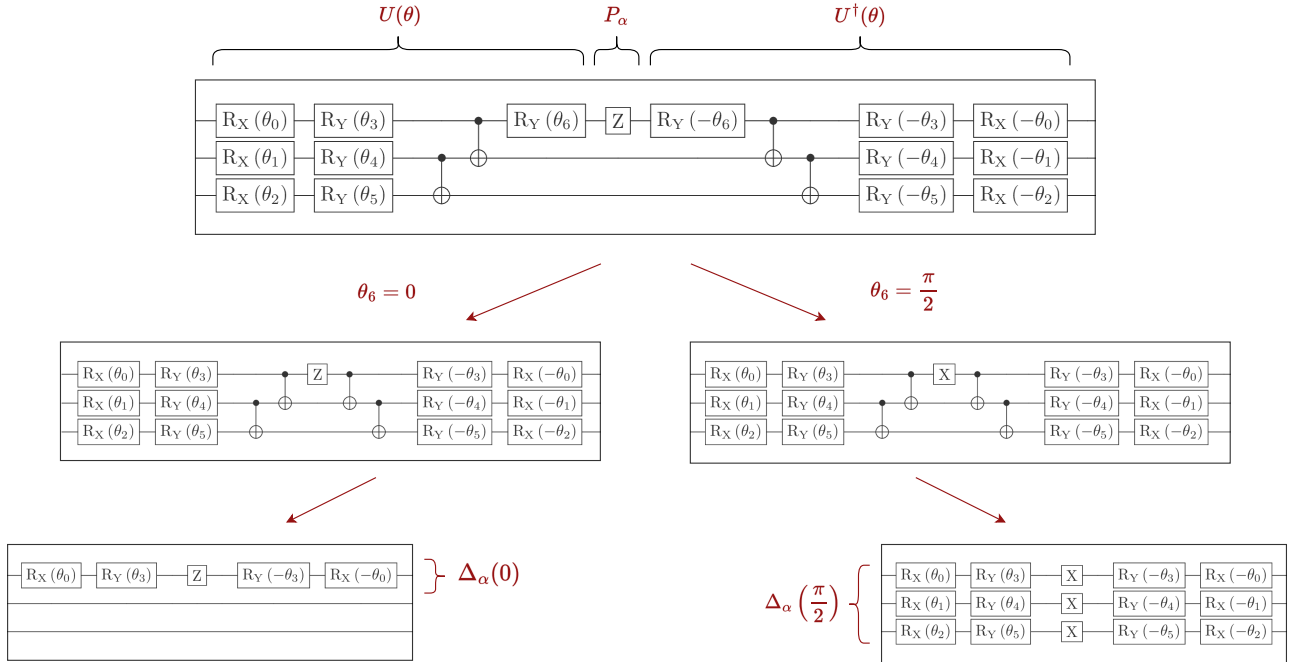 U(θ) P_α U†(θ)
R_X (θ_0) R_Y (θ_3) R_Y (θ_6) Z R_Y (−θ_6) R_Y (−θ_3) R_X (−θ_0)
R_X (θ_1) R_Y (θ_4) R_Y (−θ_4) R_X (−θ_1)
R_X (θ_2) R_Y (θ_5) R_Y (−θ_5) R_X (−θ_2)
θ_6 = 0
θ_6 = π/2
R_X (θ_0) R_Y (θ_3) Z R_Y (−θ_3) R_X (−θ_0)
R_X (θ_1) R_Y (θ_4) R_Y (−θ_4) R_X (−θ_1)
R_X (θ_2) R_Y (θ_5) R_Y (−θ_5) R_X (−θ_2)
R_X (θ_0) R_Y (θ_3) X R_Y (−θ_3) R_X (−θ_0)
R_X (θ_1) R_Y (θ_4) R_Y (−θ_4) R_X (−θ_1)
R_X (θ_2) R_Y (θ_5) R_Y (−θ_5) R_X (−θ_2)
R_X (θ_0) R_Y (θ_3) Z R_Y (−θ_3) R_X (−θ_0)
Δ_α(0)
Δ_α(π/2)
R_X (θ_0) R_Y (θ_3) X R_Y (−θ_3) R_X (−θ_0)
R_X (θ_1) R_Y (θ_4) X R_Y (−θ_4) R_X (−θ_1)
R_X (θ_2) R_Y (θ_5) X R_Y (−θ_5) R_X (−θ_2)